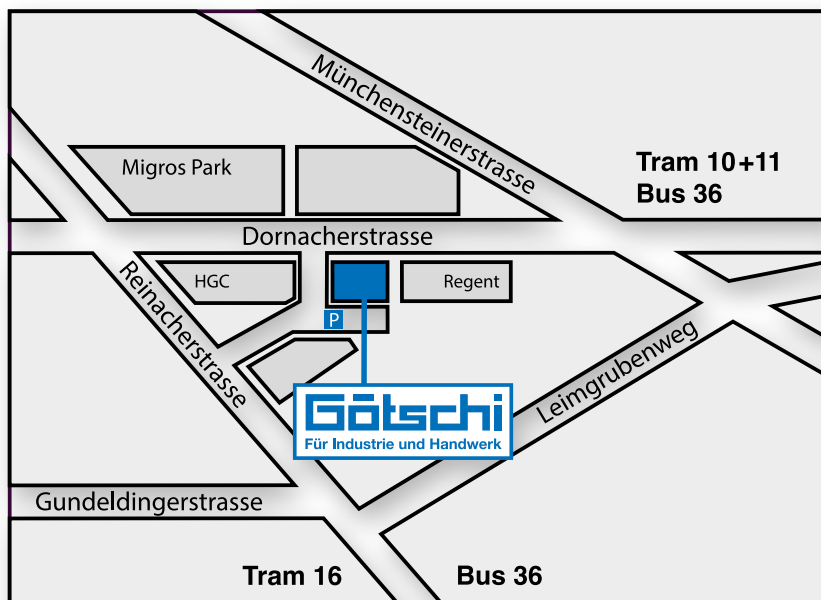 Münchensteinerstrasse
Migros Park
Tram 10+11
Bus 36
Dornacherstrasse
HGC
Regent
P
Reinacherstrasse
Leimgrubenweg
Götschi
Für Industrie und Handwerk
Gundeldingerstrasse
Tram 16
Bus 36